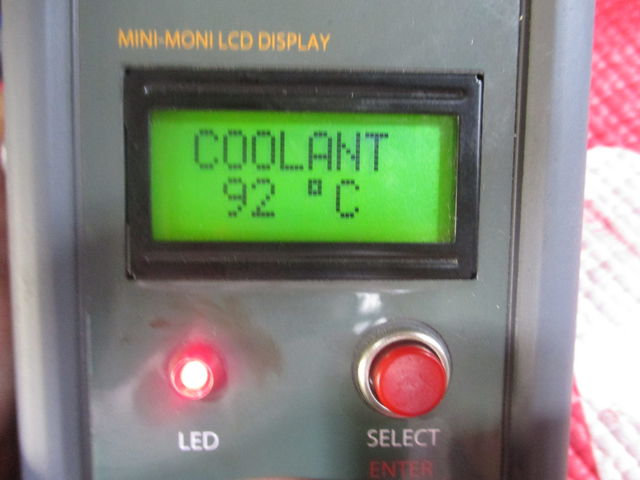 MINI-MONI LCD DISPLAY
COOLANT
92 °C
LED
SELECT
ENTER